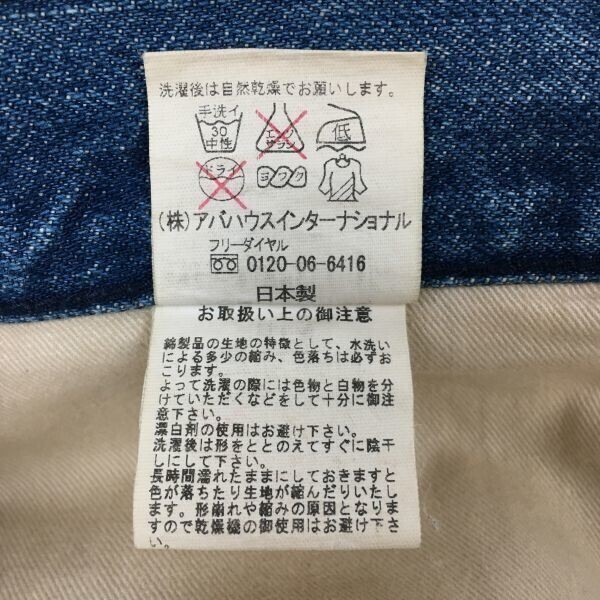 洗濯後は自然乾燥でお願いします。
手洗イ
30
中性
エンソ
サラシ
低
ドライ
ヨワク
(株)アバハウスインターナショナル
フリーダイヤル
0120-06-6416
日本製
お取扱い上の御注意
綿製品の生地の特徴として、水洗い
による多少の縮み、色落ちは必ずお
こります。
よって洗濯の際には色物と白物を分
けていただくなどをして十分に御注
意下さい。
漂白剤の使用はお避け下さい。
洗濯後は形をととのえてすぐに陰干
しにして下さい。
長時間濡れたままにしておきますと
色が落ちたり生地が縮んだりいたし
ます。形崩れや縮みの原因となりま
すので乾燥機の御使用はお避け下さ
い。